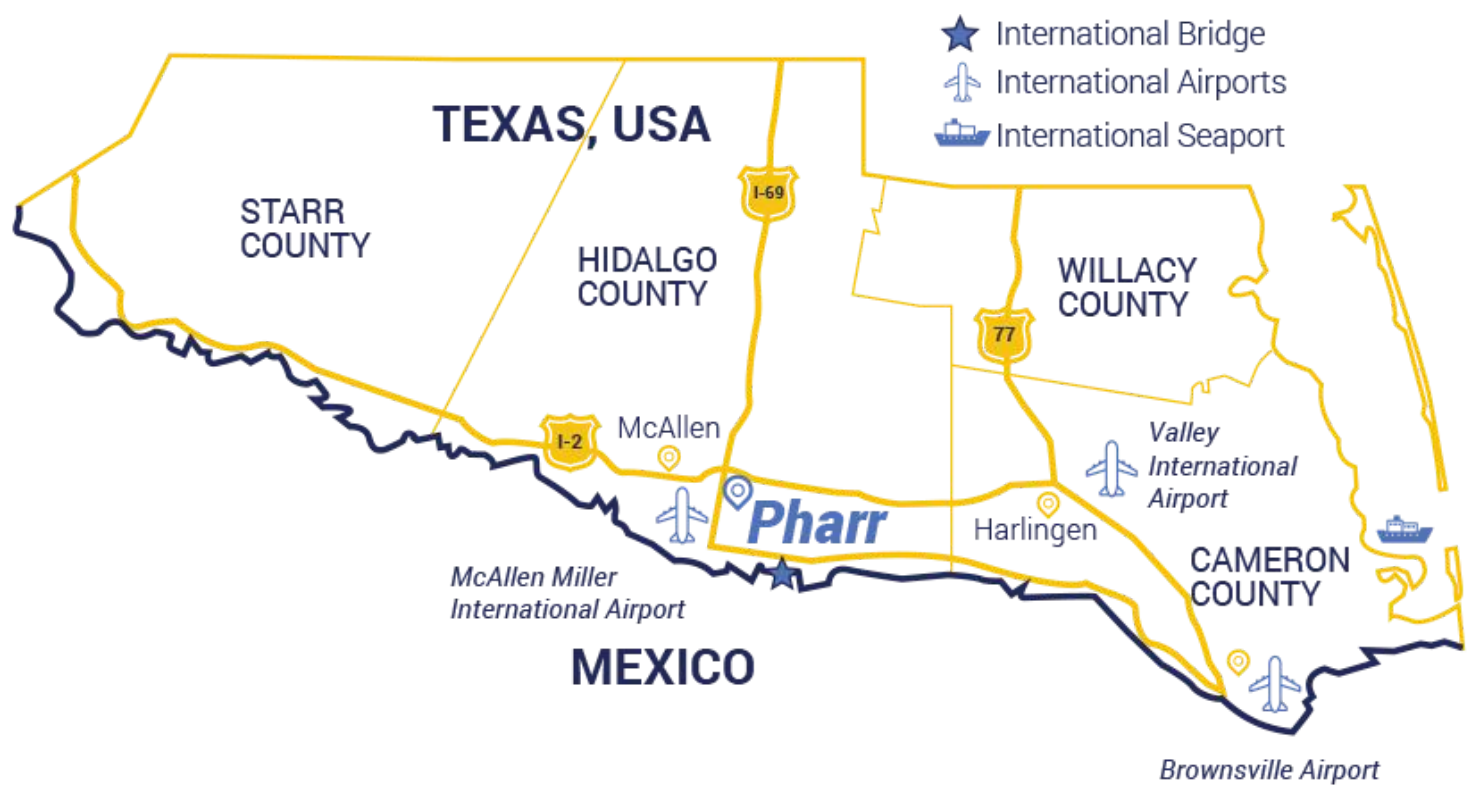 International Bridge
International Airports
International Seaport
TEXAS, USA
I-69
STARR
COUNTY
HIDALGO
COUNTY
WILLACY
COUNTY
77
I-2
McAllen
Valley
International
Airport
Pharr
Harlingen
CAMERON
COUNTY
McAllen Miller
International Airport
MEXICO
Brownsville Airport